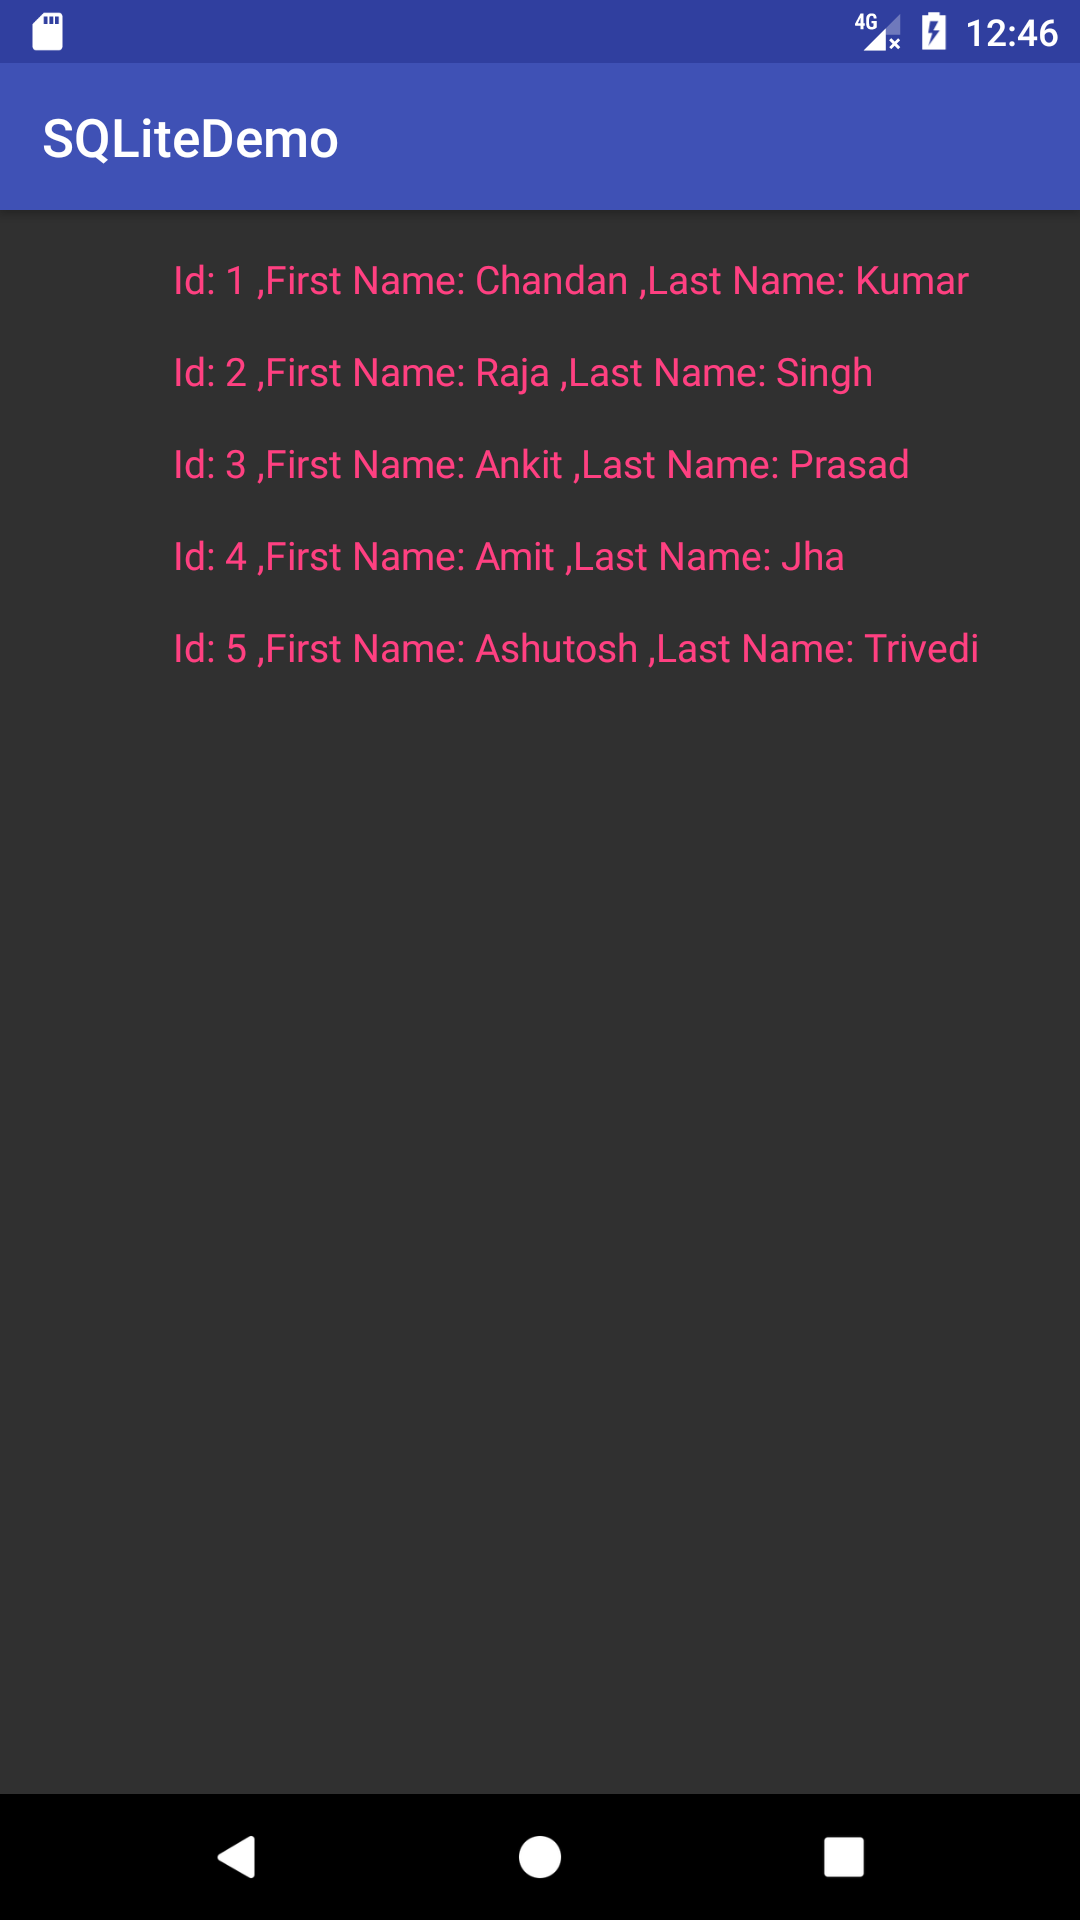 4G 12:46
SQLiteDemo
Id: 1 ,First Name: Chandan ,Last Name: Kumar
Id: 2 ,First Name: Raja ,Last Name: Singh
Id: 3 ,First Name: Ankit ,Last Name: Prasad
Id: 4 ,First Name: Amit ,Last Name: Jha
Id: 5 ,First Name: Ashutosh ,Last Name: Trivedi